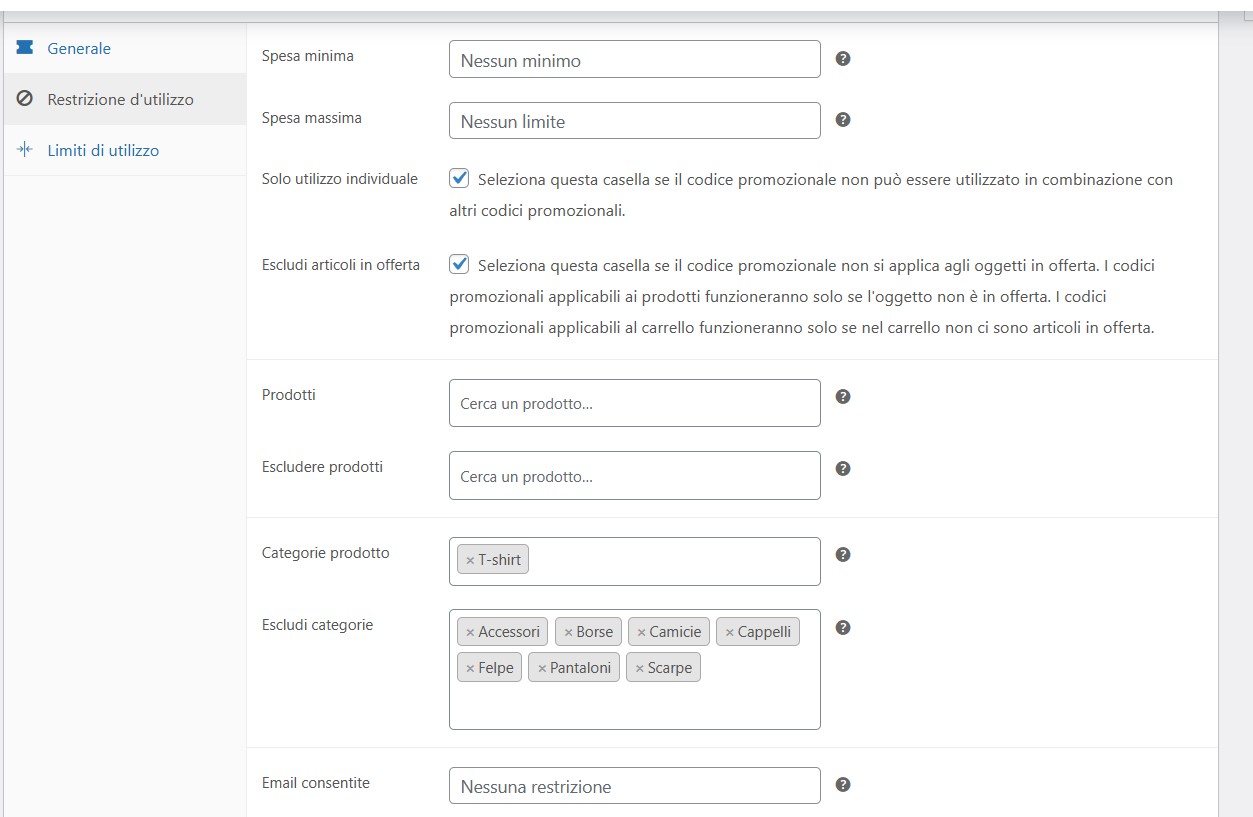 Generale
Restrizione d'utilizzo
Limiti di utilizzo
Spesa minima
Nessun minimo
Spesa massima
Nessun limite
Solo utilizzo individuale
Seleziona questa casella se il codice promozionale non può essere utilizzato in combinazione con
altri codici promozionali.
Escludi articoli in offerta
Seleziona questa casella se il codice promozionale non si applica agli oggetti in offerta. I codici
promozionali applicabili ai prodotti funzioneranno solo se l'oggetto non è in offerta. I codici
promozionali applicabili al carrello funzioneranno solo se nel carrello non ci sono articoli in offerta.
Prodotti
Cerca un prodotto...
Escludere prodotti
Cerca un prodotto...
Categorie prodotto
× T-shirt
Escludi categorie
× Accessori × Borse × Camicie × Cappelli
× Felpe × Pantaloni × Scarpe
Email consentite
Nessuna restrizione